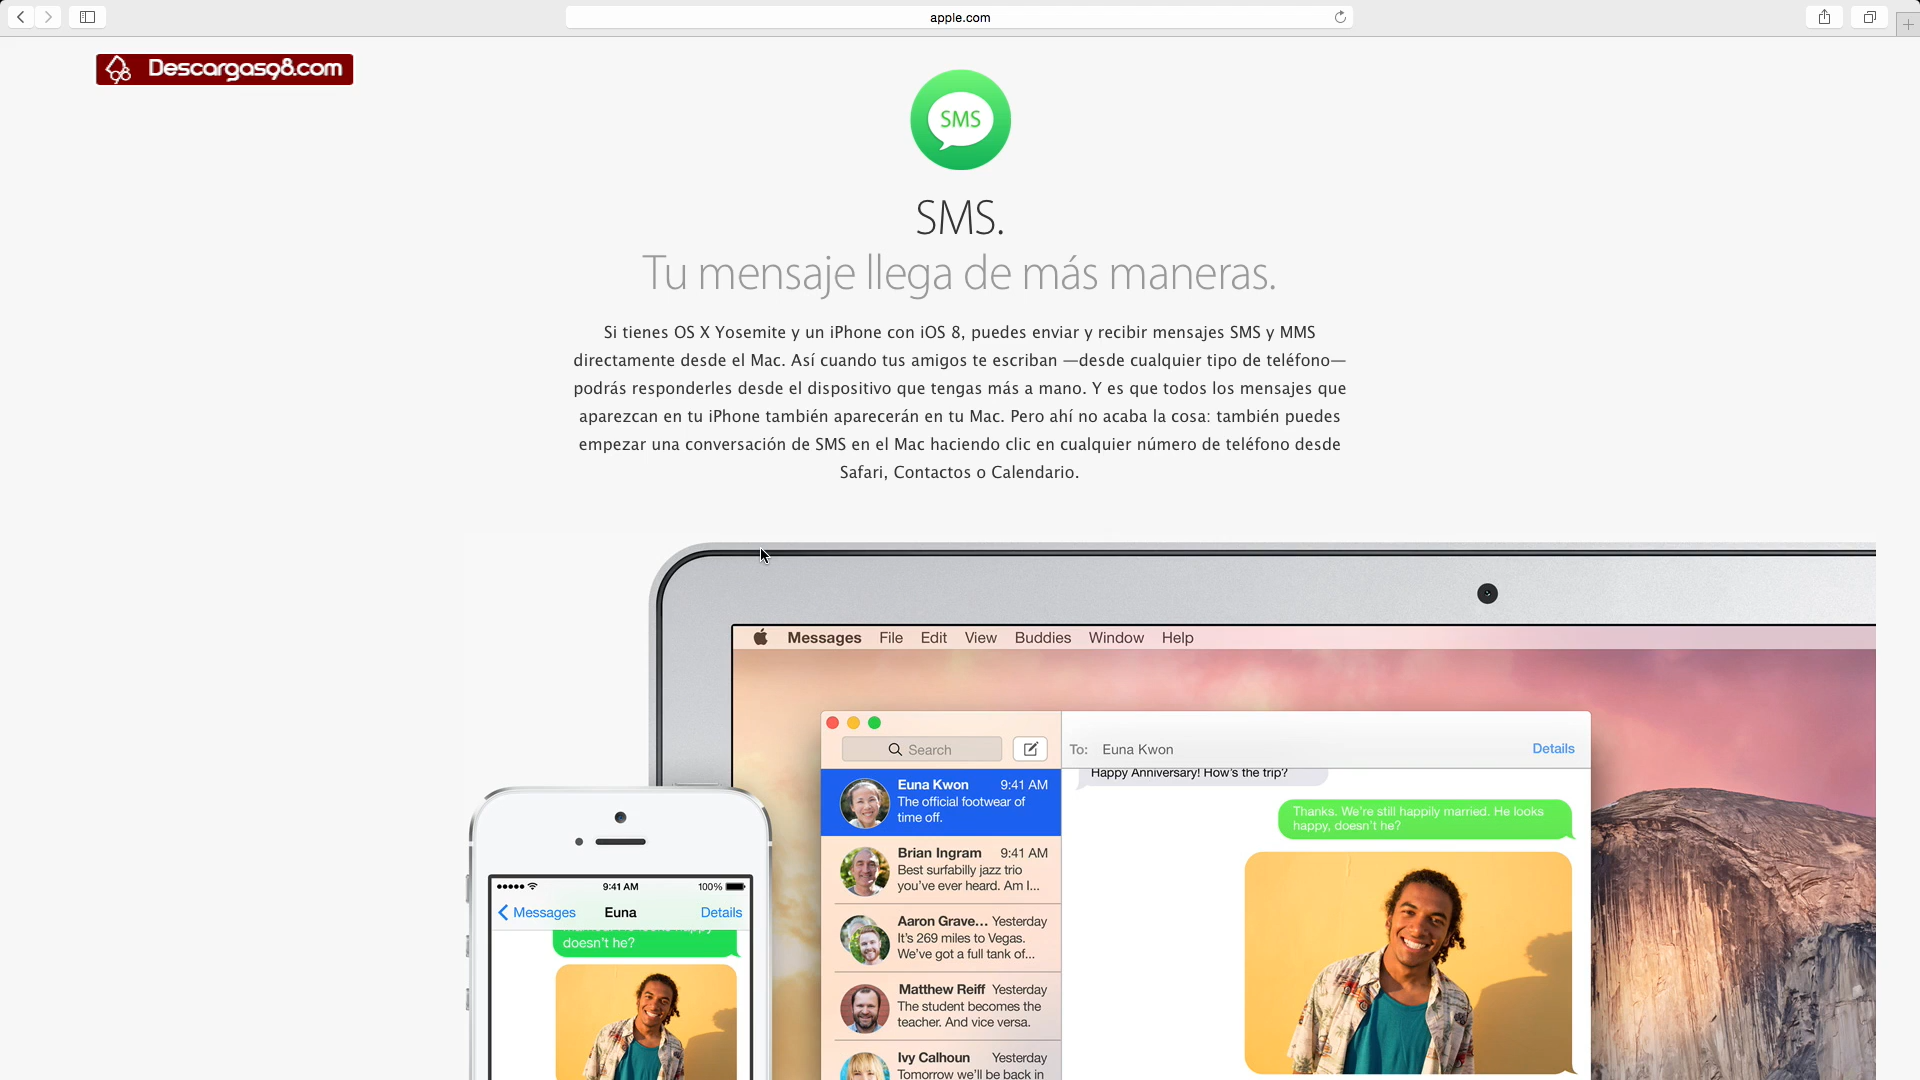 apple.com
Descargas98.com
SMS
SMS.
Tu mensaje llega de más maneras.
Si tienes OS X Yosemite y un iPhone con iOS 8, puedes enviar y recibir mensajes SMS y MMS
directamente desde el Mac. Así cuando tus amigos te escriban —desde cualquier tipo de teléfono—
podrás responderles desde el dispositivo que tengas más a mano. Y es que todos los mensajes que
aparezcan en tu iPhone también aparecerán en tu Mac. Pero ahí no acaba la cosa: también puedes
empezar una conversación de SMS en el Mac haciendo clic en cualquier número de teléfono desde
Safari, Contactos o Calendario.
Messages File Edit View Buddies Window Help
Search
To: Euna Kwon
Details
Euna Kwon 9:41 AM
The official footwear of
time off.
Brian Ingram 9:41 AM
Best surfabilly jazz trio
you've ever heard. Am I...
Aaron Grave... Yesterday
It's 269 miles to Vegas.
We've got a full tank of...
Matthew Reiff Yesterday
The student becomes the
teacher. And vice versa.
Ivy Calhoun Yesterday
Tomorrow we'll be back in
Happy Anniversary! How's the trip?
Thanks. We're still happily married. He looks
happy, doesn't he?
9:41 AM 100%
Messages Euna Details
doesn't he?